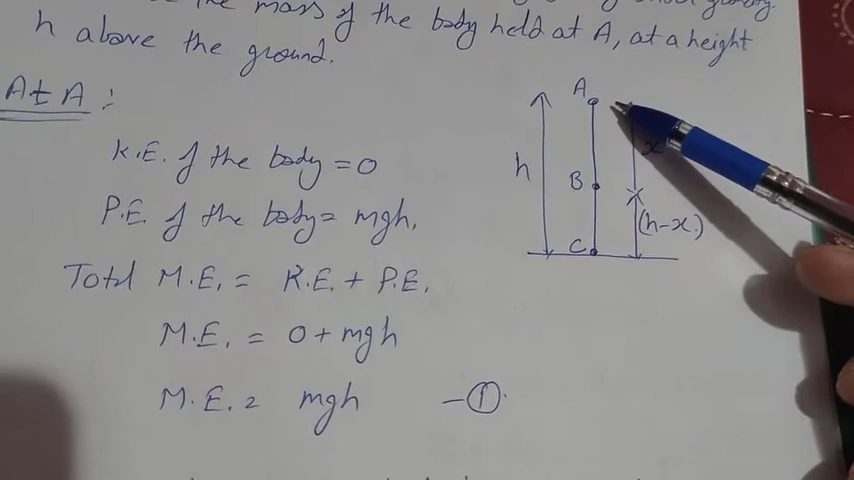 the mass of the body held at A, at a height
h above the ground.
At A :
K.E. of the body = 0
P.E. of the body = mgh.
Total M.E. = K.E. + P.E.
M.E. = 0 + mgh
M.E. = mgh —①.
A
h
x
B
(h-x)
C